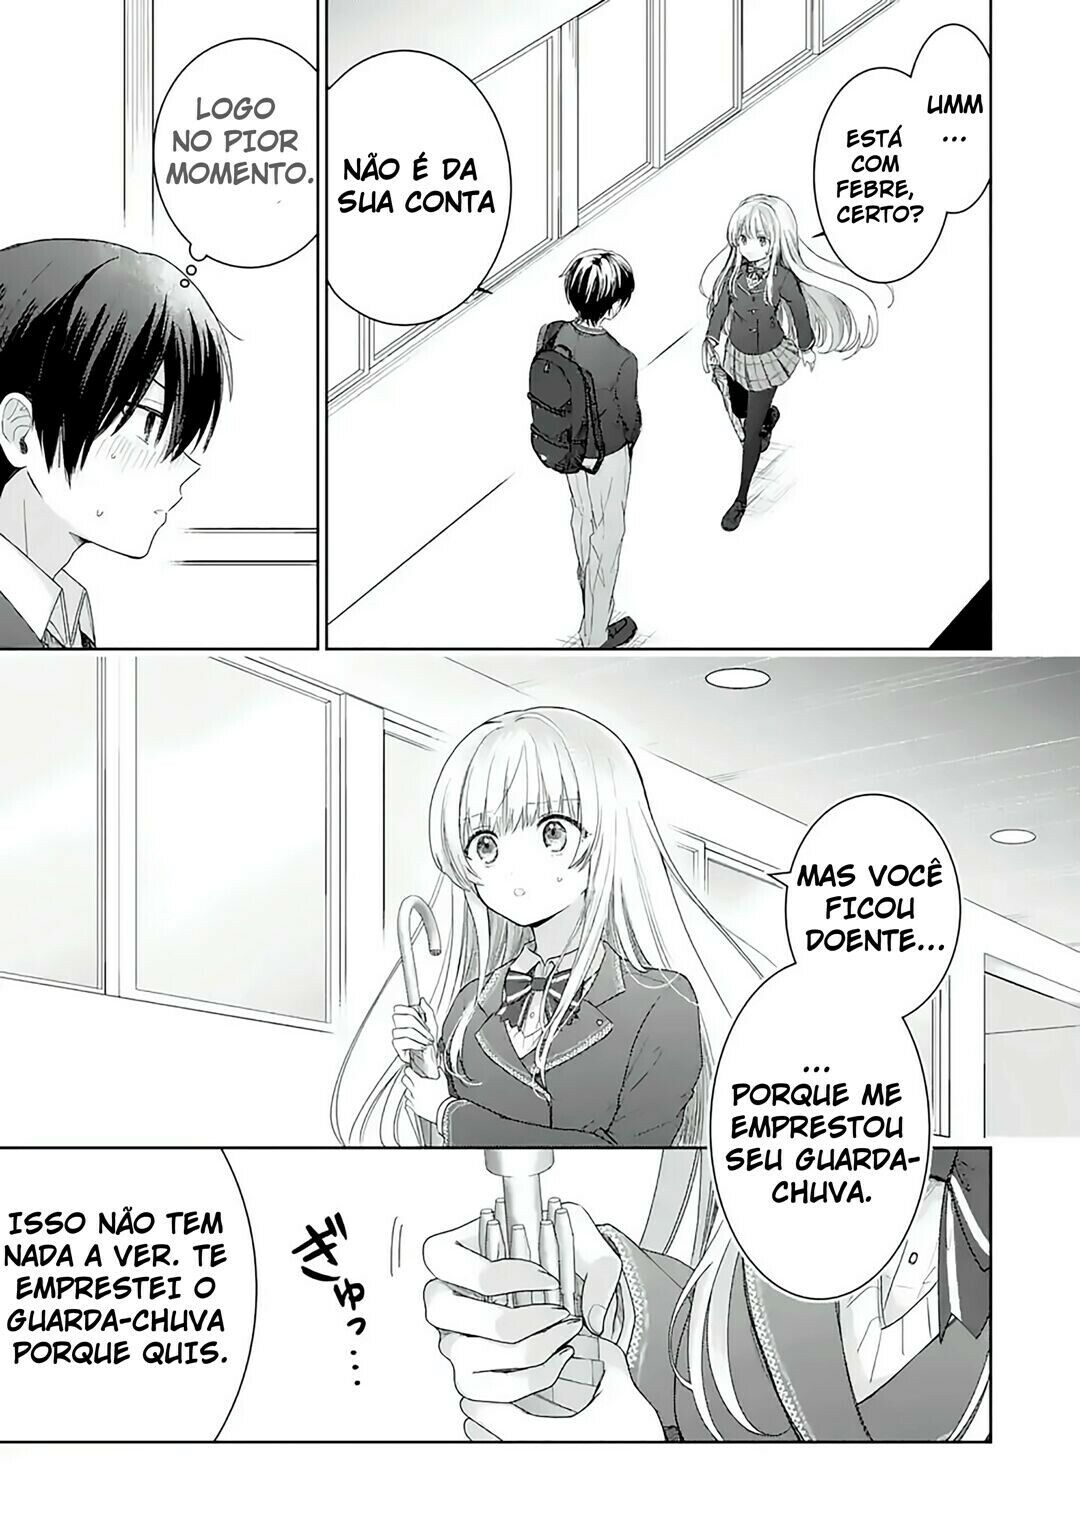 UMM
...
ESTÁ
COM
FEBRE,
CERTO?
NÃO É DA
SUA CONTA
LOGO
NO PIOR
MOMENTO.
MAS VOCÊ
FICOU
DOENTE...
...
PORQUE ME
EMPRESTOU
SEU GUARDA-
CHUVA.
ギュっ...
ISSO NÃO TEM
NADA A VER. TE
EMPRESTEI O
GUARDA-CHUVA
PORQUE QUIS.